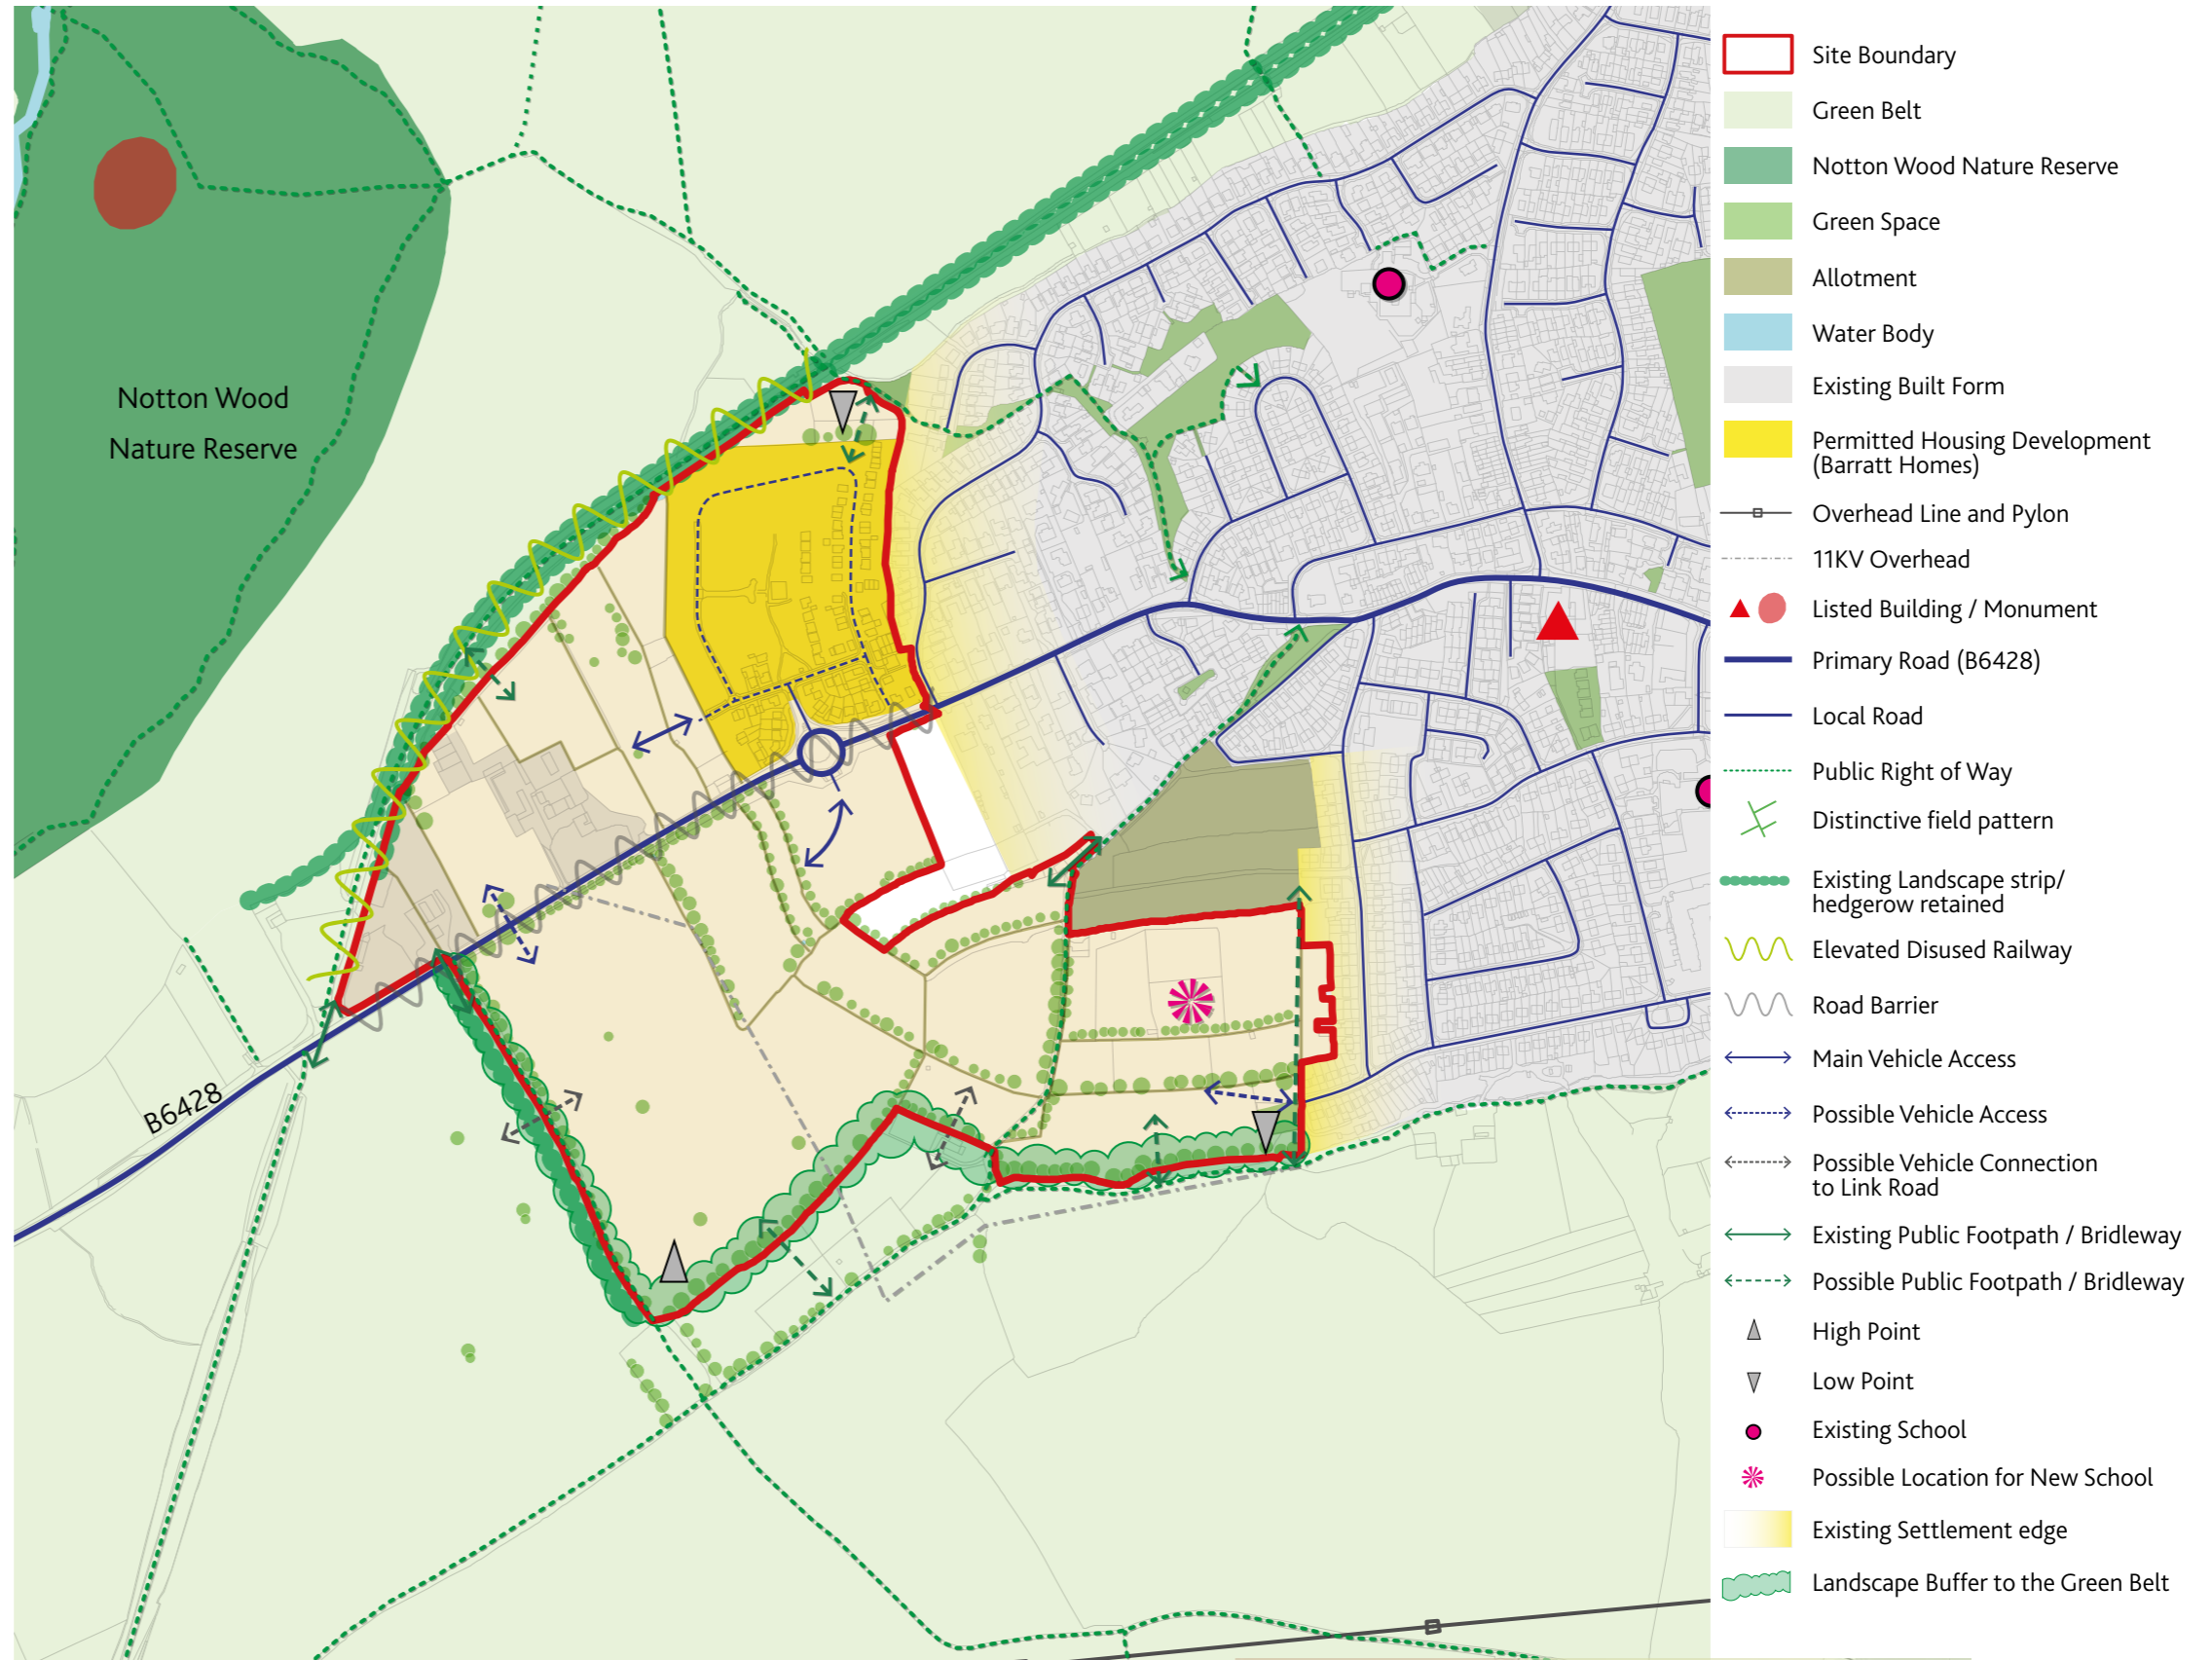 Notton Wood
Nature Reserve
B6428
Site Boundary
Green Belt
Notton Wood Nature Reserve
Green Space
Allotment
Water Body
Existing Built Form
Permitted Housing Development
(Barratt Homes)
Overhead Line and Pylon
11KV Overhead
Listed Building / Monument
Primary Road (B6428)
Local Road
Public Right of Way
Distinctive field pattern
Existing Landscape strip/
hedgerow retained
Elevated Disused Railway
Road Barrier
Main Vehicle Access
Possible Vehicle Access
Possible Vehicle Connection
to Link Road
Existing Public Footpath / Bridleway
Possible Public Footpath / Bridleway
High Point
Low Point
Existing School
Possible Location for New School
Existing Settlement edge
Landscape Buffer to the Green Belt